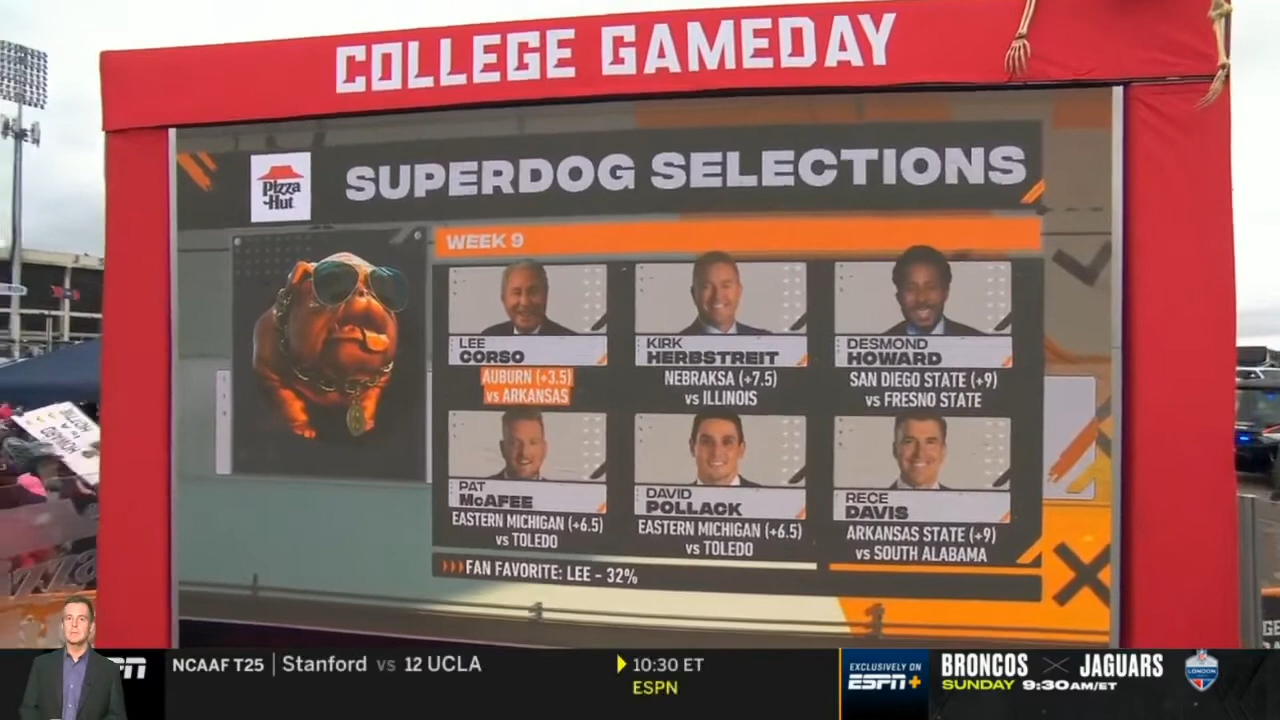 COLLEGE GAMEDAY
Pizza
Hut
SUPERDOG SELECTIONS
WEEK 9
LEE
CORSO
AUBURN (+3.5)
vs ARKANSAS
KIRK
HERBSTREIT
NEBRAKSA (+7.5)
vs ILLINOIS
DESMOND
HOWARD
SAN DIEGO STATE (+9)
vs FRESNO STATE
PAT
McAFEE
EASTERN MICHIGAN (+6.5)
vs TOLEDO
DAVID
POLLACK
EASTERN MICHIGAN (+6.5)
vs TOLEDO
RECE
DAVIS
ARKANSAS STATE (+9)
vs SOUTH ALABAMA
FAN FAVORITE: LEE - 32%
NCAAF T25 | Stanford vs 12 UCLA
10:30 ET
ESPN
EXCLUSIVELY ON
ESPN+
BRONCOS X JAGUARS
SUNDAY 9:30AM/ET